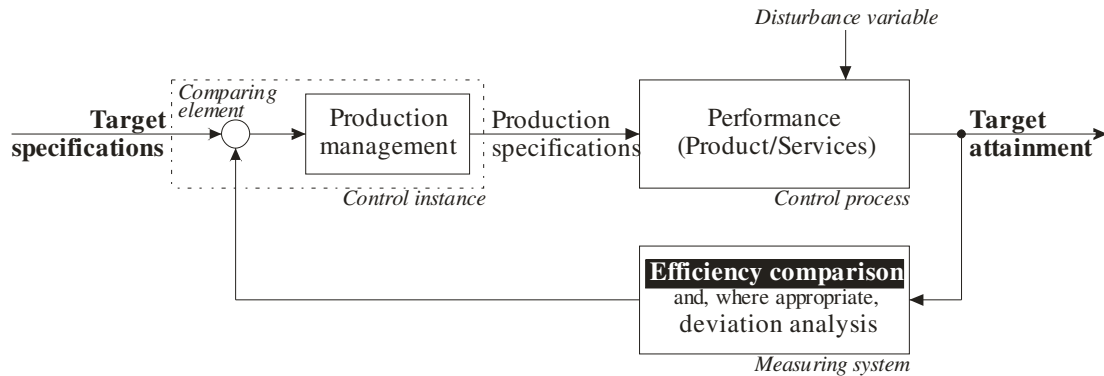 Disturbance variable
Comparing
element
Target
specifications
Production
management
Control instance
Production
specifications
Performance
(Product/Services)
Control process
Target
attainment
Efficiency comparison
and, where appropriate,
deviation analysis
Measuring system